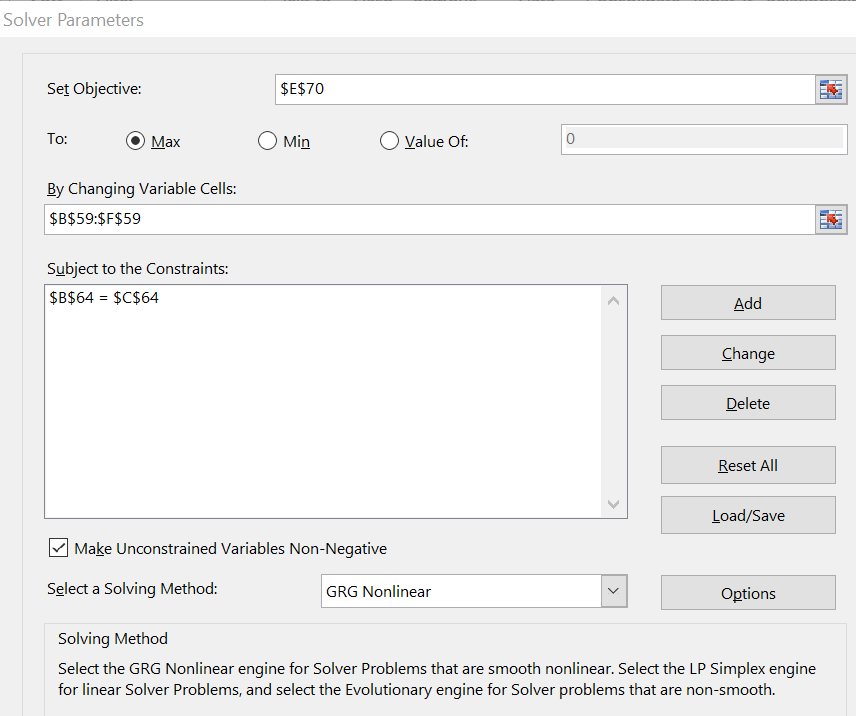 Solver Parameters
Set Objective:
$E$70
To:
Max
Min
Value Of:
0
By Changing Variable Cells:
$B$59:$F$59
Subject to the Constraints:
$B$64 = $C$64
Add
Change
Delete
Reset All
Load/Save
Make Unconstrained Variables Non-Negative
Select a Solving Method:
GRG Nonlinear
Options
Solving Method
Select the GRG Nonlinear engine for Solver Problems that are smooth nonlinear. Select the LP Simplex engine
for linear Solver Problems, and select the Evolutionary engine for Solver problems that are non-smooth.